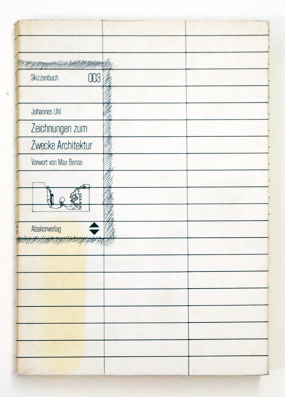 Skizzenbuch 003
Johannes Uhl
Zeichnungen zum
Zwecke Architektur
Vorwort von Max Bense
Abakonverlag